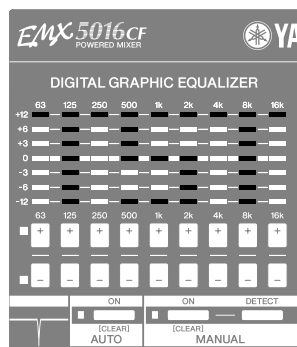 EMX 5016CF
POWERED MIXER
YA
DIGITAL GRAPHIC EQUALIZER
63 125 250 500 1k 2k 4k 8k 16k
+12
+6
+3
0
-3
-6
-12
63 125 250 500 1k 2k 4k 8k 16k
+ + + + + + + + +
− − − − − − − − −
ON ON DETECT
[CLEAR] [CLEAR]
AUTO MANUAL